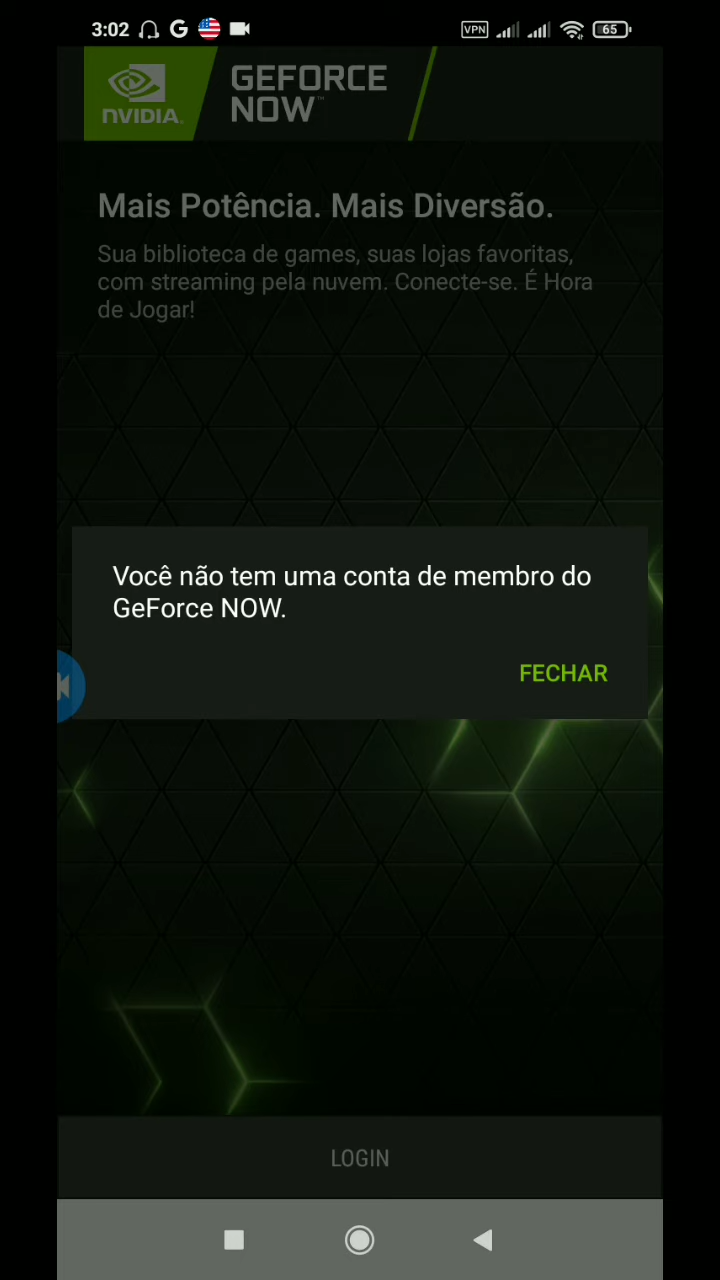 3:02 G VPN 65
NVIDIA.
GEFORCE
NOW™
Mais Potência. Mais Diversão.
Sua biblioteca de games, suas lojas favoritas,
com streaming pela nuvem. Conecte-se. É Hora
de Jogar!
Você não tem uma conta de membro do
GeForce NOW.
FECHAR
LOGIN